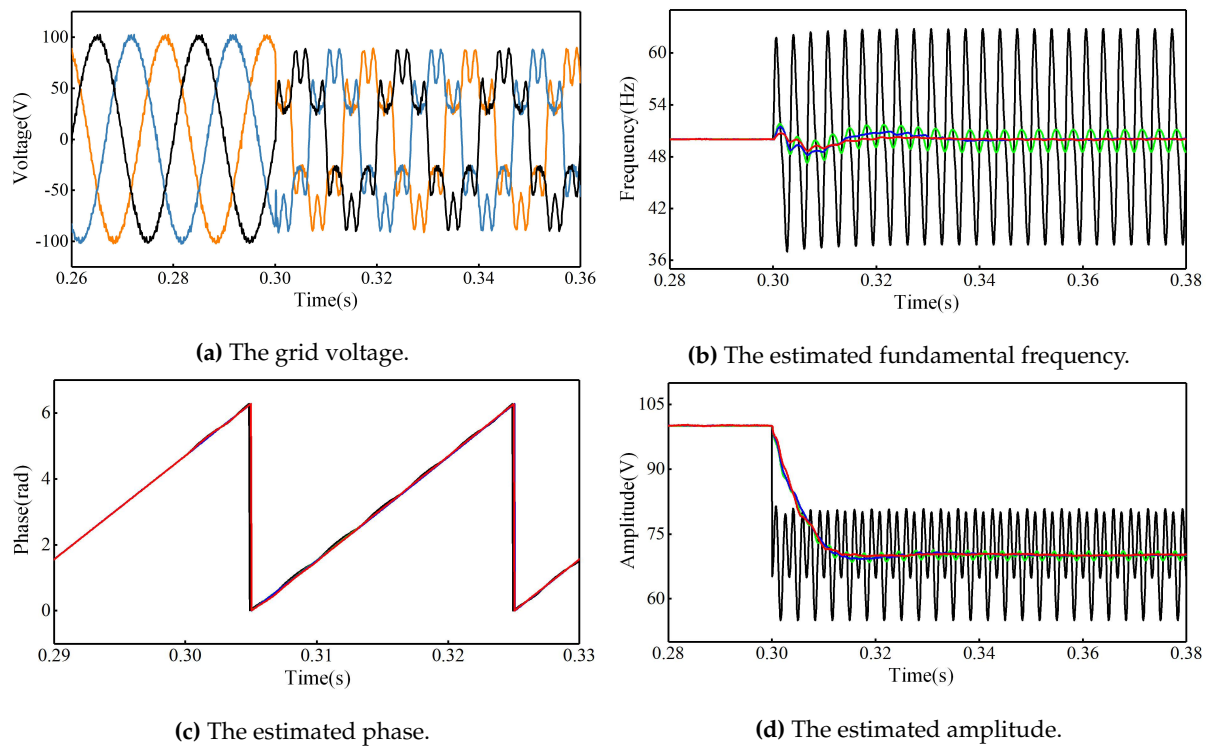 100
50
0
-50
-100
Voltage(V)
0.26 0.28 0.30 0.32 0.34 0.36
Time(s)
(a) The grid voltage.
60
54
48
42
36
Frequency(Hz)
0.28 0.30 0.32 0.34 0.36 0.38
Time(s)
(b) The estimated fundamental frequency.
6
4
2
0
Phase(rad)
0.29 0.30 0.31 0.32 0.33
Time(s)
(c) The estimated phase.
105
90
75
60
Amplitude(V)
0.28 0.30 0.32 0.34 0.36 0.38
Time(s)
(d) The estimated amplitude.